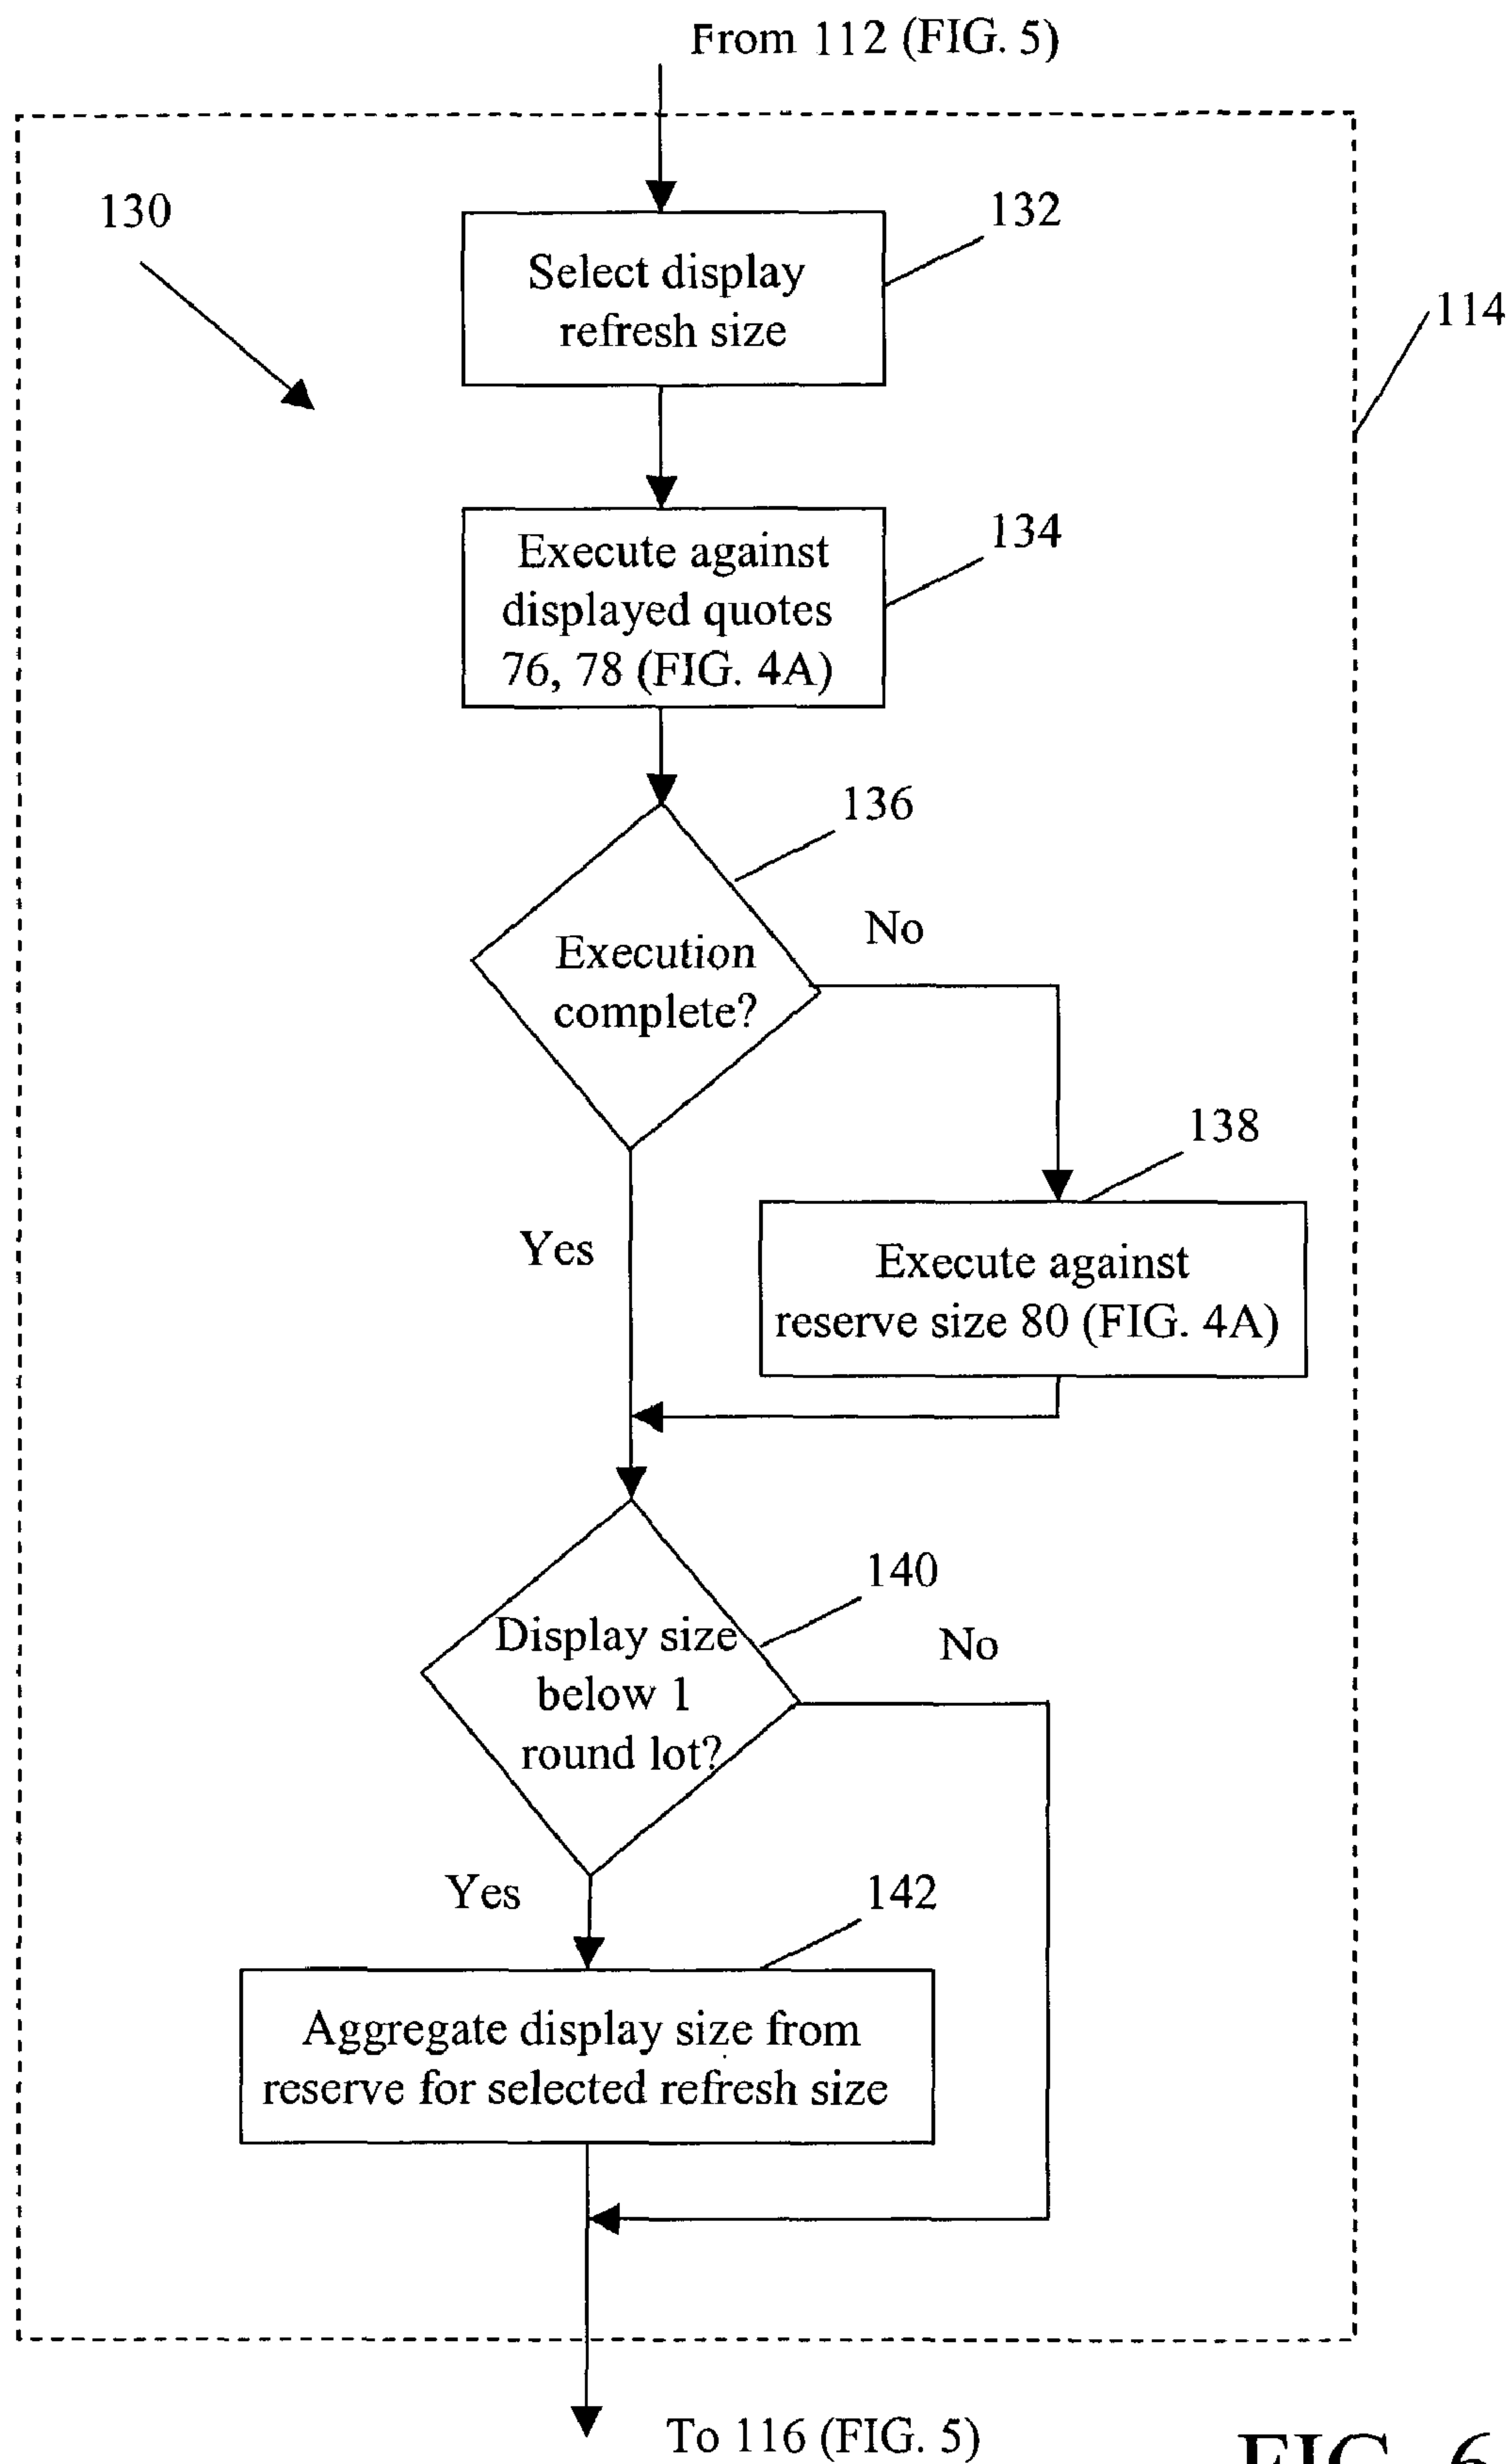 From 112 (FIG. 5)
130
132
Select display
refresh size
114
134
Execute against
displayed quotes
76, 78 (FIG. 4A)
136
No
Execution
complete?
138
Yes
Execute against
reserve size 80 (FIG. 4A)
140
No
Display size
below 1
round lot?
Yes
142
Aggregate display size from
reserve for selected refresh size
To 116 (FIG. 5)
FIG. 6